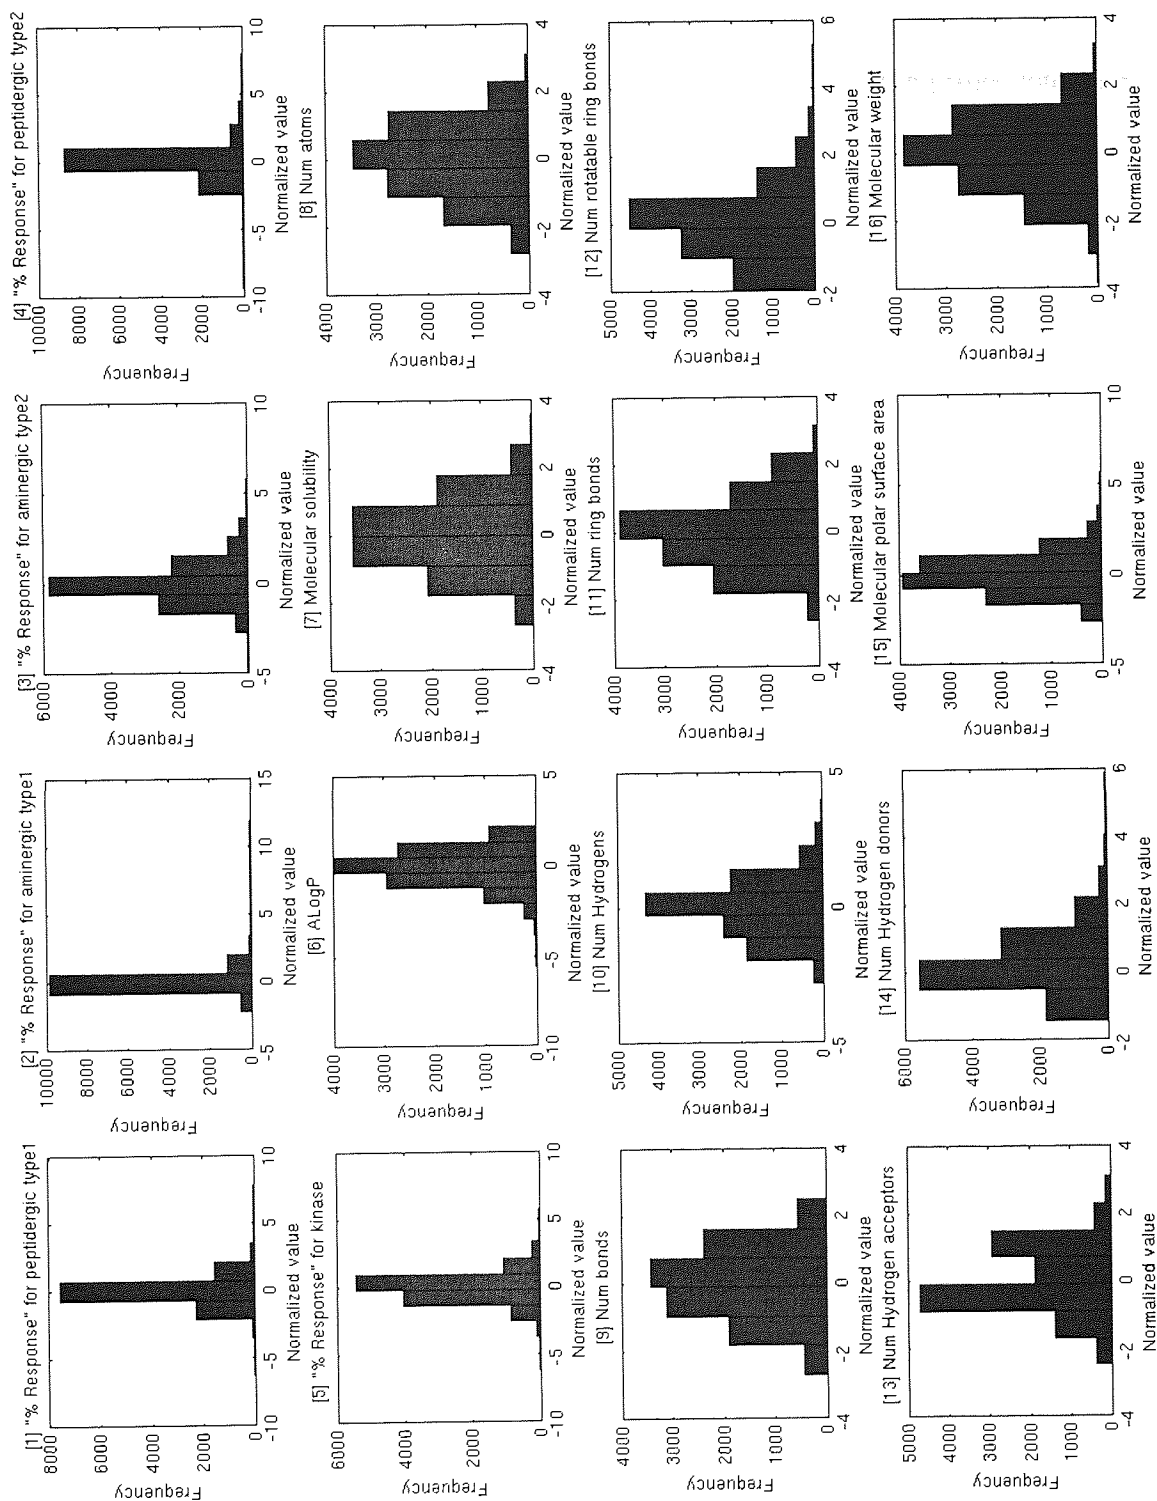 [1] "% Response" for peptidergic type1
8000
6000
4000
2000
0
Frequency
-10 -5 0 5 10
Normalized value
[2] "% Response" for aminergic type1
10000
8000
6000
4000
2000
0
Frequency
-5 0 5 10 15
Normalized value
[3] "% Response" for aminergic type2
6000
4000
2000
0
Frequency
-5 0 5 10
Normalized value
[4] "% Response" for peptidergic type2
10000
8000
6000
4000
2000
0
Frequency
-10 -5 0 5 10
Normalized value
[5] "% Response" for kinase
6000
4000
2000
0
Frequency
-10 -5 0 5 10
Normalized value
[6] ALogP
4000
3000
2000
1000
0
Frequency
-10 -5 0 5
Normalized value
[7] Molecular solubility
4000
3000
2000
1000
0
Frequency
-4 -2 0 2 4
Normalized value
[8] Num atoms
4000
3000
2000
1000
0
Frequency
-4 -2 0 2 4
Normalized value
[9] Num bonds
4000
3000
2000
1000
0
Frequency
-4 -2 0 2 4
Normalized value
[10] Num Hydrogens
5000
4000
3000
2000
1000
0
Frequency
-5 0 5
Normalized value
[11] Num ring bonds
4000
3000
2000
1000
0
Frequency
-4 -2 0 2 4
Normalized value
[12] Num rotatable ring bonds
5000
4000
3000
2000
1000
0
Frequency
-2 0 2 4 6
Normalized value
[13] Num Hydrogen acceptors
5000
4000
3000
2000
1000
0
Frequency
-4 -2 0 2 4
Normalized value
[14] Num Hydrogen donors
6000
4000
2000
0
Frequency
-2 0 2 4 6
Normalized value
[15] Molecular polar surface area
4000
3000
2000
1000
0
Frequency
-5 0 5 10
Normalized value
[16] Molecular weight
4000
3000
2000
1000
0
Frequency
-4 -2 0 2 4
Normalized value